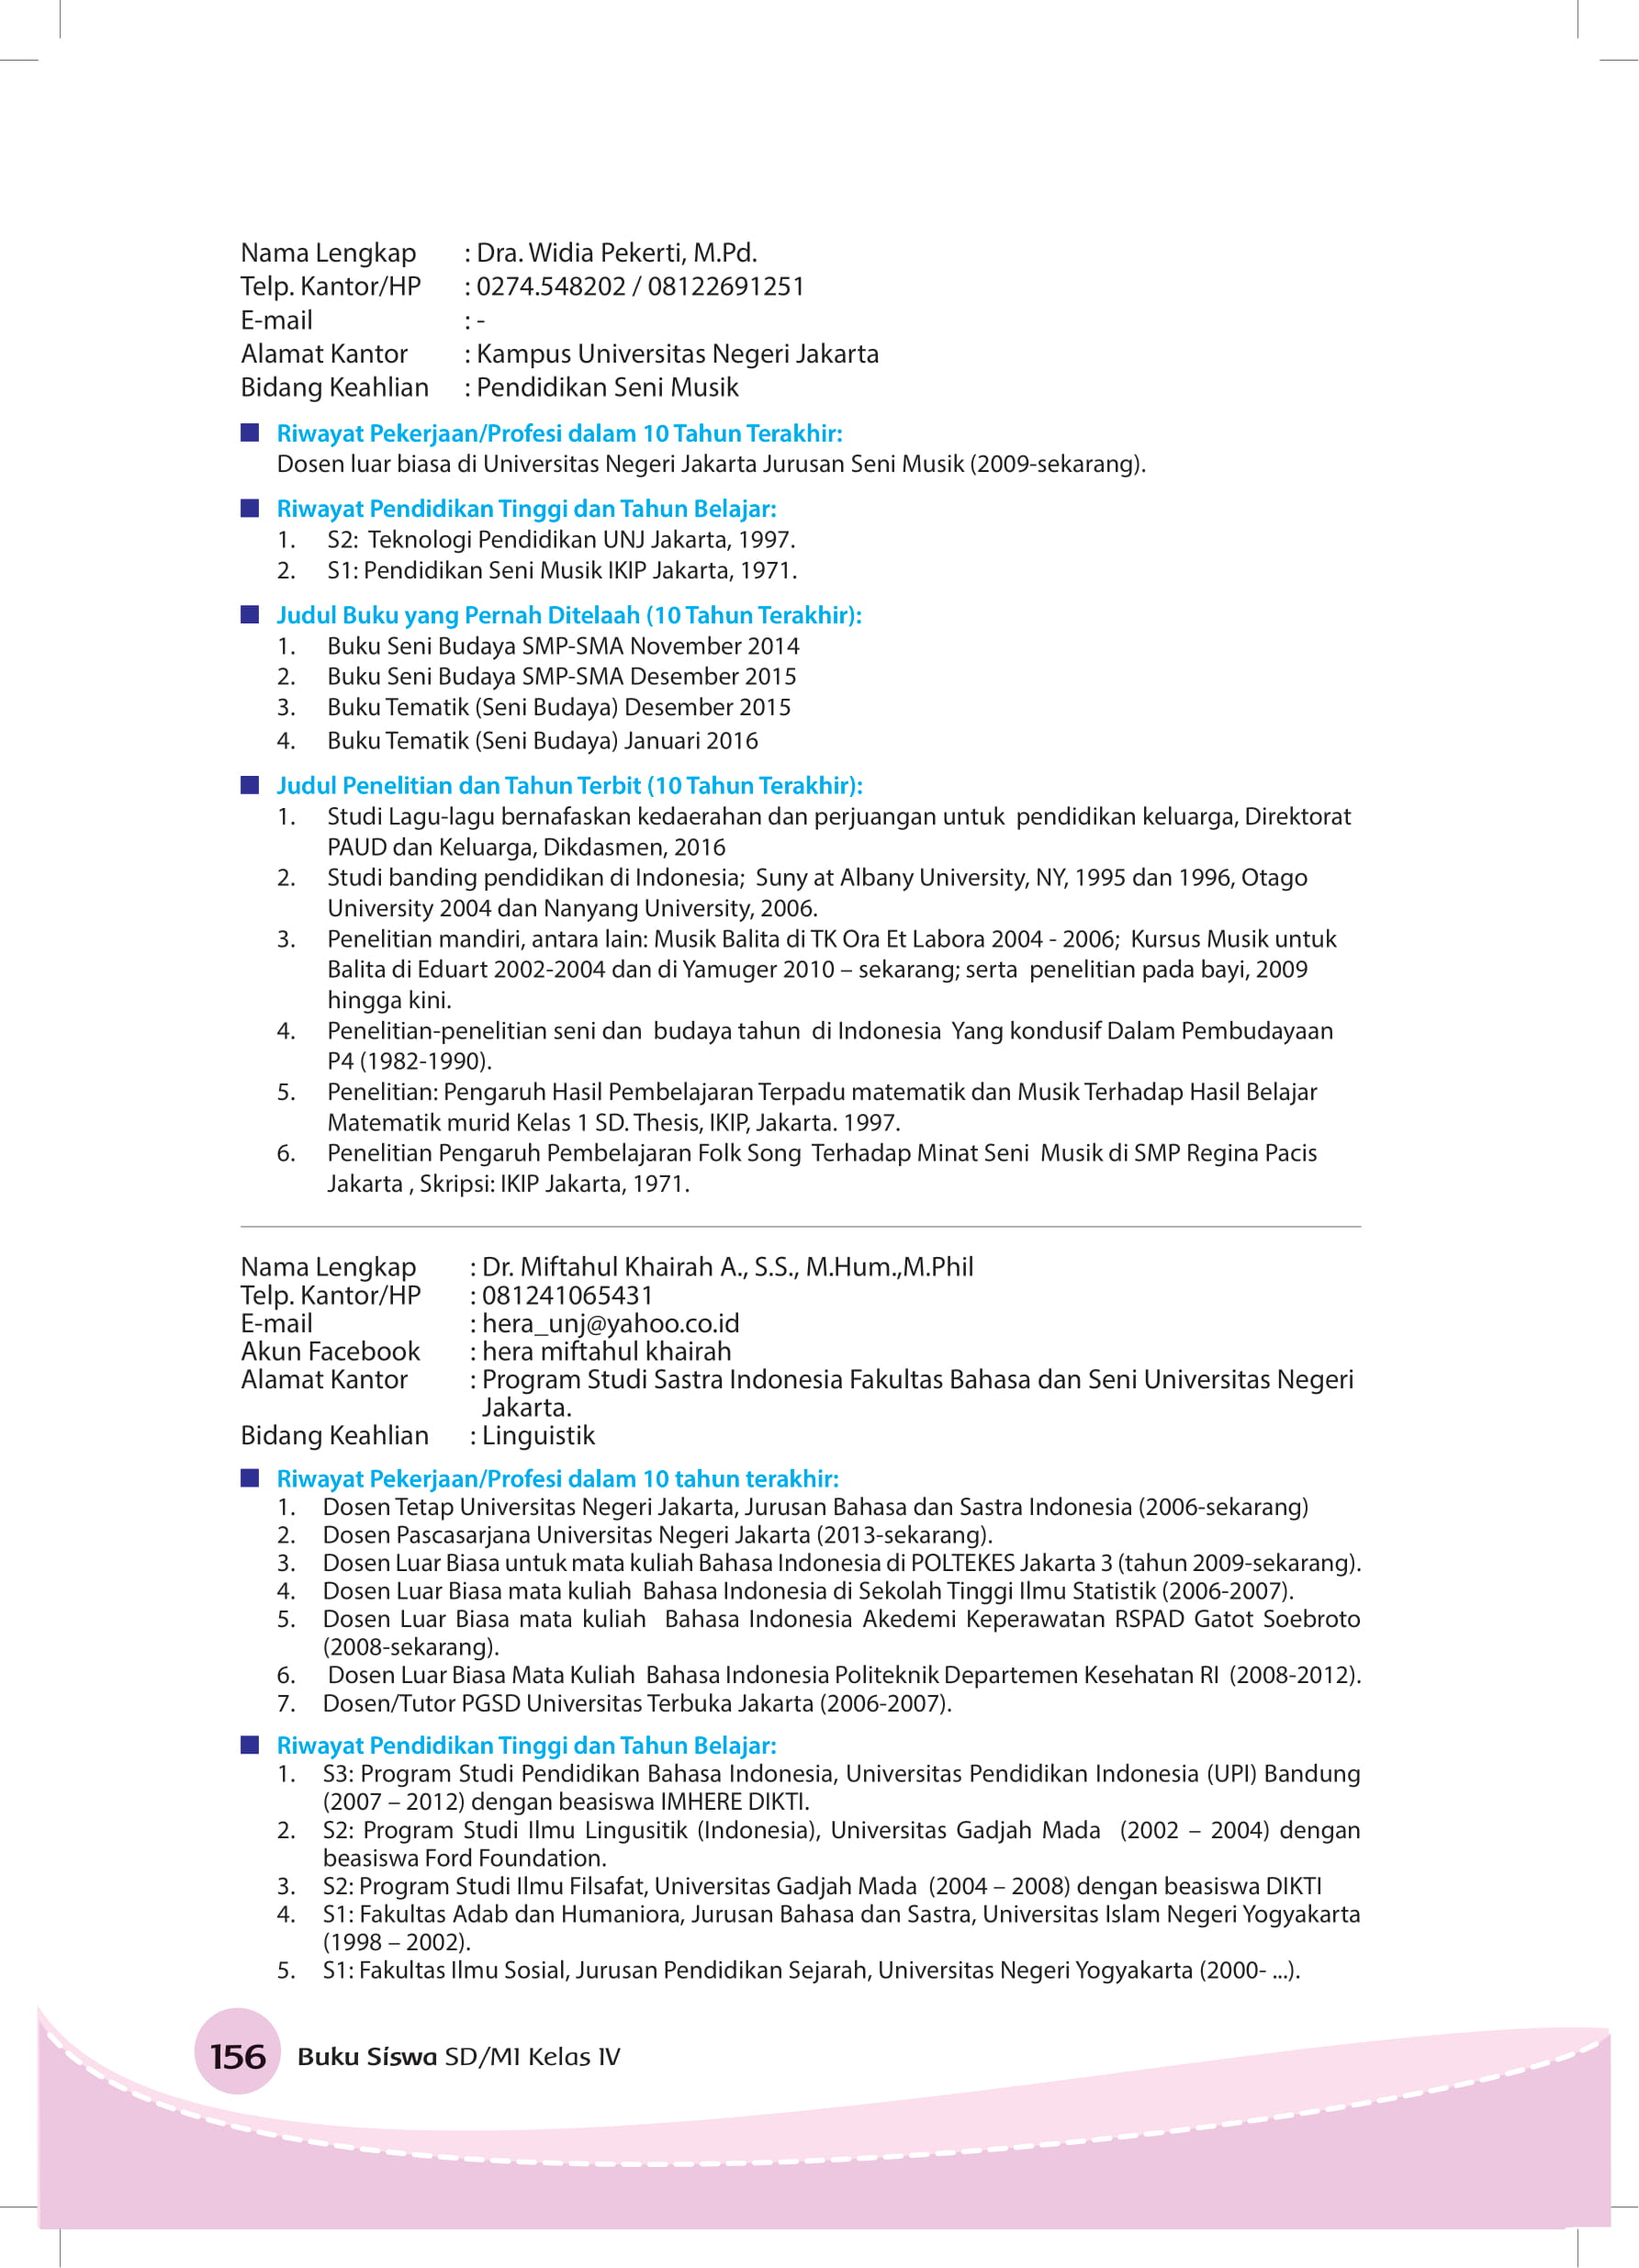 Nama Lengkap : Dra. Widia Pekerti, M.Pd.
Telp. Kantor/HP : 0274.548202 / 08122691251
E-mail : -
Alamat Kantor : Kampus Universitas Negeri Jakarta
Bidang Keahlian : Pendidikan Seni Musik
Riwayat Pekerjaan/Profesi dalam 10 Tahun Terakhir:
Dosen luar biasa di Universitas Negeri Jakarta Jurusan Seni Musik (2009-sekarang).
Riwayat Pendidikan Tinggi dan Tahun Belajar:
1. S2: Teknologi Pendidikan UNJ Jakarta, 1997.
2. S1: Pendidikan Seni Musik IKIP Jakarta, 1971.
Judul Buku yang Pernah Ditelaah (10 Tahun Terakhir):
1. Buku Seni Budaya SMP-SMA November 2014
2. Buku Seni Budaya SMP-SMA Desember 2015
3. Buku Tematik (Seni Budaya) Desember 2015
4. Buku Tematik (Seni Budaya) Januari 2016
Judul Penelitian dan Tahun Terbit (10 Tahun Terakhir):
1. Studi Lagu-lagu bernafaskan kedaerahan dan perjuangan untuk pendidikan keluarga, Direktorat
PAUD dan Keluarga, Dikdasmen, 2016
2. Studi banding pendidikan di Indonesia; Suny at Albany University, NY, 1995 dan 1996, Otago
University 2004 dan Nanyang University, 2006.
3. Penelitian mandiri, antara lain: Musik Balita di TK Ora Et Labora 2004 - 2006; Kursus Musik untuk
Balita di Eduart 2002-2004 dan di Yamuger 2010 – sekarang; serta penelitian pada bayi, 2009
hingga kini.
4. Penelitian-penelitian seni dan budaya tahun di Indonesia Yang kondusif Dalam Pembudayaan
P4 (1982-1990).
5. Penelitian: Pengaruh Hasil Pembelajaran Terpadu matematik dan Musik Terhadap Hasil Belajar
Matematik murid Kelas 1 SD. Thesis, IKIP, Jakarta. 1997.
6. Penelitian Pengaruh Pembelajaran Folk Song Terhadap Minat Seni Musik di SMP Regina Pacis
Jakarta , Skripsi: IKIP Jakarta, 1971.
Nama Lengkap : Dr. Miftahul Khairah A., S.S., M.Hum.,M.Phil
Telp. Kantor/HP : 081241065431
E-mail : hera_unj@yahoo.co.id
Akun Facebook : hera miftahul khairah
Alamat Kantor : Program Studi Sastra Indonesia Fakultas Bahasa dan Seni Universitas Negeri
Jakarta.
Bidang Keahlian : Linguistik
Riwayat Pekerjaan/Profesi dalam 10 tahun terakhir:
1. Dosen Tetap Universitas Negeri Jakarta, Jurusan Bahasa dan Sastra Indonesia (2006-sekarang)
2. Dosen Pascasarjana Universitas Negeri Jakarta (2013-sekarang).
3. Dosen Luar Biasa untuk mata kuliah Bahasa Indonesia di POLTEKES Jakarta 3 (tahun 2009-sekarang).
4. Dosen Luar Biasa mata kuliah Bahasa Indonesia di Sekolah Tinggi Ilmu Statistik (2006-2007).
5. Dosen Luar Biasa mata kuliah Bahasa Indonesia Akedemi Keperawatan RSPAD Gatot Soebroto
(2008-sekarang).
6. Dosen Luar Biasa Mata Kuliah Bahasa Indonesia Politeknik Departemen Kesehatan RI (2008-2012).
7. Dosen/Tutor PGSD Universitas Terbuka Jakarta (2006-2007).
Riwayat Pendidikan Tinggi dan Tahun Belajar:
1. S3: Program Studi Pendidikan Bahasa Indonesia, Universitas Pendidikan Indonesia (UPI) Bandung
(2007 – 2012) dengan beasiswa IMHERE DIKTI.
2. S2: Program Studi Ilmu Lingusitik (Indonesia), Universitas Gadjah Mada (2002 – 2004) dengan
beasiswa Ford Foundation.
3. S2: Program Studi Ilmu Filsafat, Universitas Gadjah Mada (2004 – 2008) dengan beasiswa DIKTI
4. S1: Fakultas Adab dan Humaniora, Jurusan Bahasa dan Sastra, Universitas Islam Negeri Yogyakarta
(1998 – 2002).
5. S1: Fakultas Ilmu Sosial, Jurusan Pendidikan Sejarah, Universitas Negeri Yogyakarta (2000- ...).
156 Buku Siswa SD/MI Kelas IV